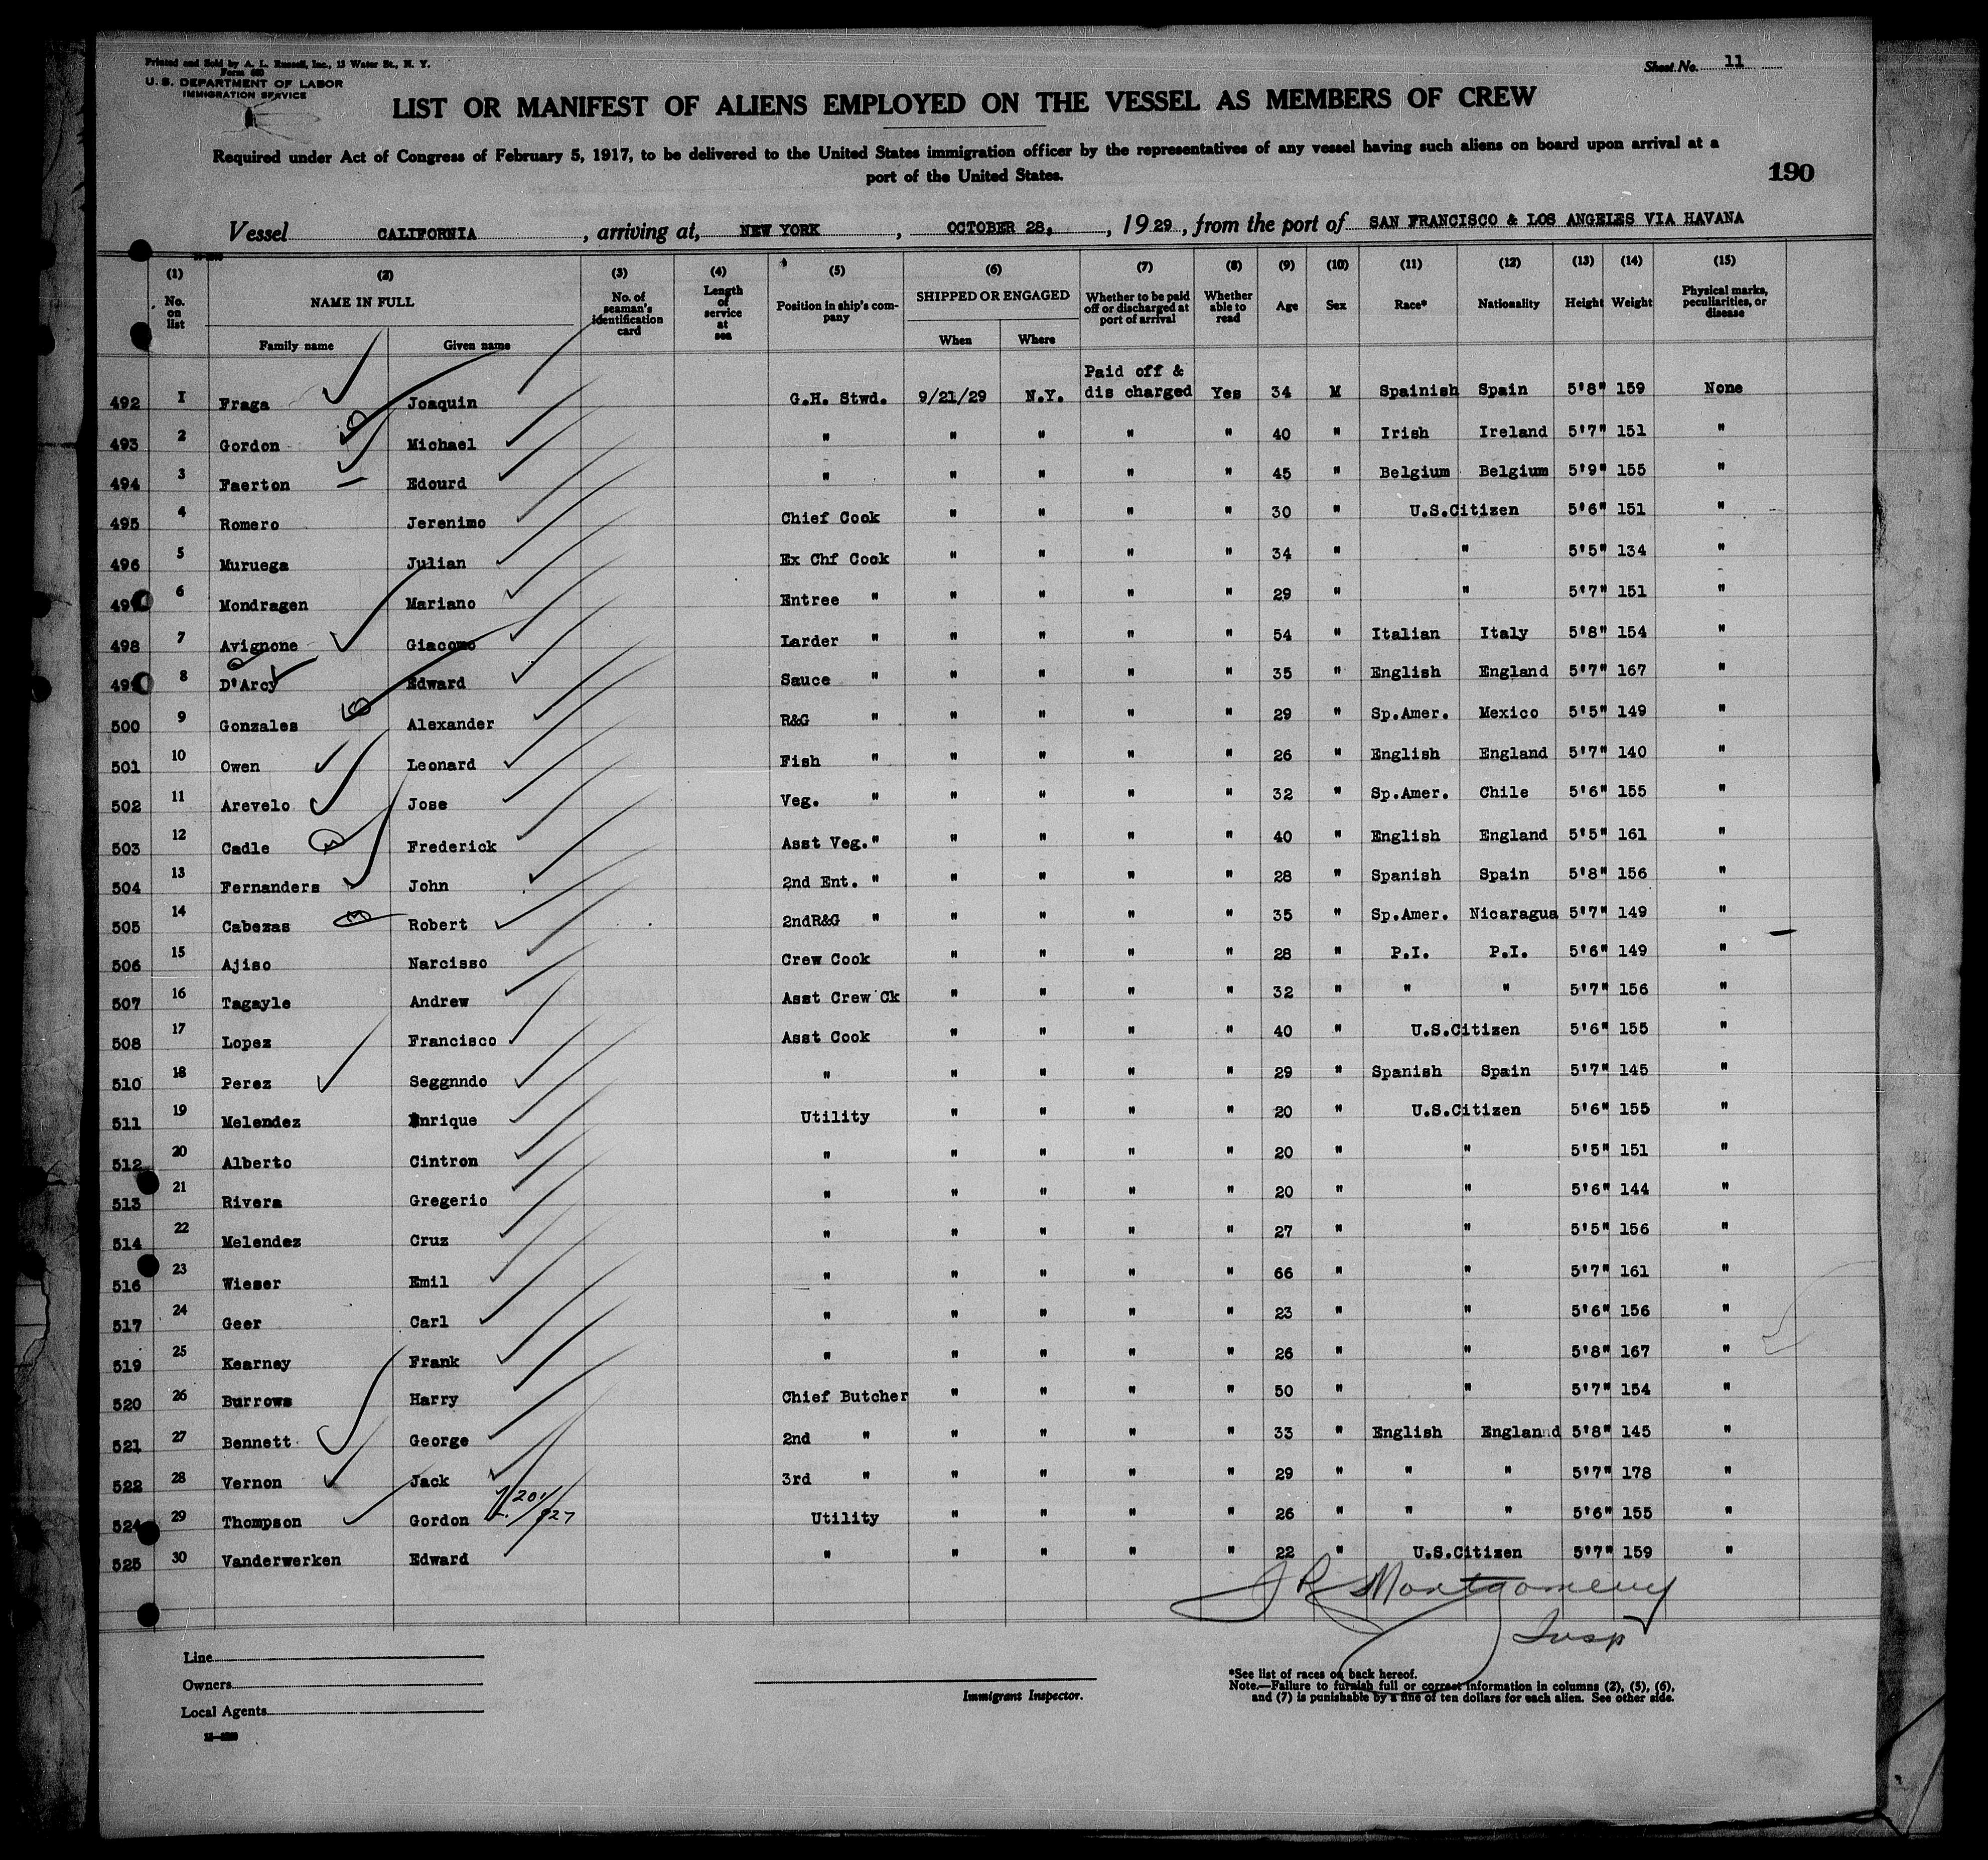 Printed and Sold by A. L. Russell, Inc., 13 Water St., N. Y.
Form 680
U. S. DEPARTMENT OF LABOR
IMMIGRATION SERVICE
Sheet No. 11
LIST OR MANIFEST OF ALIENS EMPLOYED ON THE VESSEL AS MEMBERS OF CREW
Required under Act of Congress of February 5, 1917, to be delivered to the United States immigration officer by the representatives of any vessel having such aliens on board upon arrival at a
port of the United States.
190
Vessel CALIFORNIA, arriving at, NEW YORK, OCTOBER 28, , 1929, from the port of SAN FRANCISCO & LOS ANGELES VIA HAVANA
(1) (2) (3) (4) (5) (6) (7) (8) (9) (10) (11) (12) (13) (14) (15)
No. on list NAME IN FULL Family name Given name No. of seaman's identification card Length of service at sea Position in ship's company SHIPPED OR ENGAGED When Where Whether to be paid off or discharged at port of arrival Whether able to read Age Sex Race* Nationality Height Weight Physical marks, peculiarities, or disease
492 I Fraga Joaquin G.H. Stwd. 9/21/29 N.Y. Paid off & dis charged Yes 34 M Spainish Spain 5'8" 159 None
493 2 Gordon Michael " " " " " 40 " Irish Ireland 5'7" 151 "
494 3 Faerton Edourd " " " " " 45 " Belgium Belgium 5'9" 155 "
495 4 Romero Jerenimo Chief Cook " " " " 30 " U.S.Citizen 5'6" 151 "
496 5 Muruega Julian Ex Chf Cook " " " " 34 " " 5'5" 134 "
497 6 Mondragen Mariano Entree " " " " " 29 " " 5'7" 151 "
498 7 Avignone Giacomo Larder " " " " " 54 " Italian Italy 5'8" 154 "
499 8 D'Arcy Edward Sauce " " " " " 35 " English England 5'7" 167 "
500 9 Gonzales Alexander R&G " " " " " 29 " Sp.Amer. Mexico 5'5" 149 "
501 10 Owen Leonard Fish " " " " " 26 " English England 5'7" 140 "
502 11 Arevelo Jose Veg. " " " " " 32 " Sp.Amer. Chile 5'6" 155 "
503 12 Cadle Frederick Asst Veg." " " " " 40 " English England 5'5" 161 "
504 13 Fernanders John 2nd Ent. " " " " " 28 " Spanish Spain 5'8" 156 "
505 14 Cabezas Robert 2ndR&G " " " " " 35 " Sp.Amer. Nicaragua 5'7" 149 "
506 15 Ajiso Narcisso Crew Cook " " " " 28 " P.I. P.I. 5'6" 149 "
507 16 Tagayle Andrew Asst Crew Ck " " " " 32 " " " 5'7" 156 "
508 17 Lopez Francisco Asst Cook " " " " 40 " U.S.Citizen 5'6" 155 "
510 18 Perez Seggnndo " " " " " 29 " Spanish Spain 5'7" 145 "
511 19 Melendez Enrique Utility " " " " 20 " U.S.Citizen 5'6" 155 "
512 20 Alberto Cintron " " " " " 20 " " 5'5" 151 "
513 21 Rivera Gregerio " " " " " 20 " " 5'6" 144 "
514 22 Melendez Cruz " " " " " 27 " " 5'5" 156 "
516 23 Wieser Emil " " " " " 66 " " 5'7" 161 "
517 24 Geer Carl " " " " " 23 " " 5'6" 156 "
519 25 Kearney Frank " " " " " 26 " " 5'8" 167 "
520 26 Burrows Harry Chief Butcher " " " " 50 " " 5'7" 154 "
521 27 Bennett George 2nd " " " " " 33 " English Englannd 5'8" 145 "
522 28 Vernon Jack 3rd " " " " " 29 " " " 5'7" 178 "
524 29 Thompson Gordon Utility " " " " 26 " " " 5'6" 155 "
525 30 Vanderwerken Edward " " " " " 22 " U.S.Citizen 5'7" 159 "
J R Montgomery
Insp
Line
Owners
Local Agents
Immigrant Inspector.
*See list of races on back hereof.
Note.—Failure to furnish full or correct information in columns (2), (5), (6),
and (7) is punishable by a fine of ten dollars for each alien. See other side.